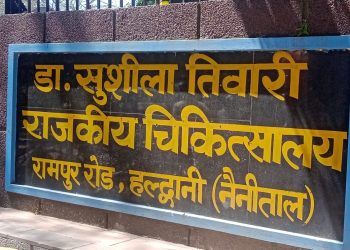 डा. सुशीला तिवारी
राजकीय चिकित्सालय
रामपुर रोड, हल्द्वानी (नैनीताल)